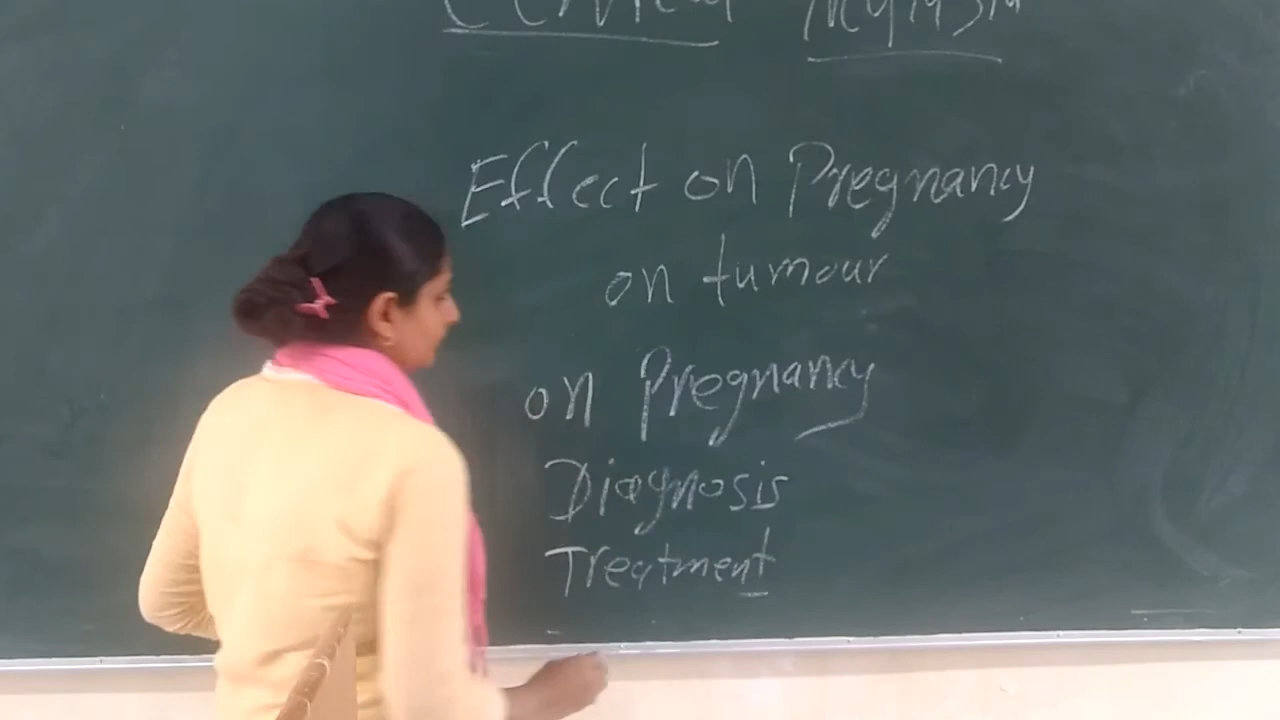 Effect on Pregnancy
on tumour
on Pregnancy
Diagnosis
Treatment